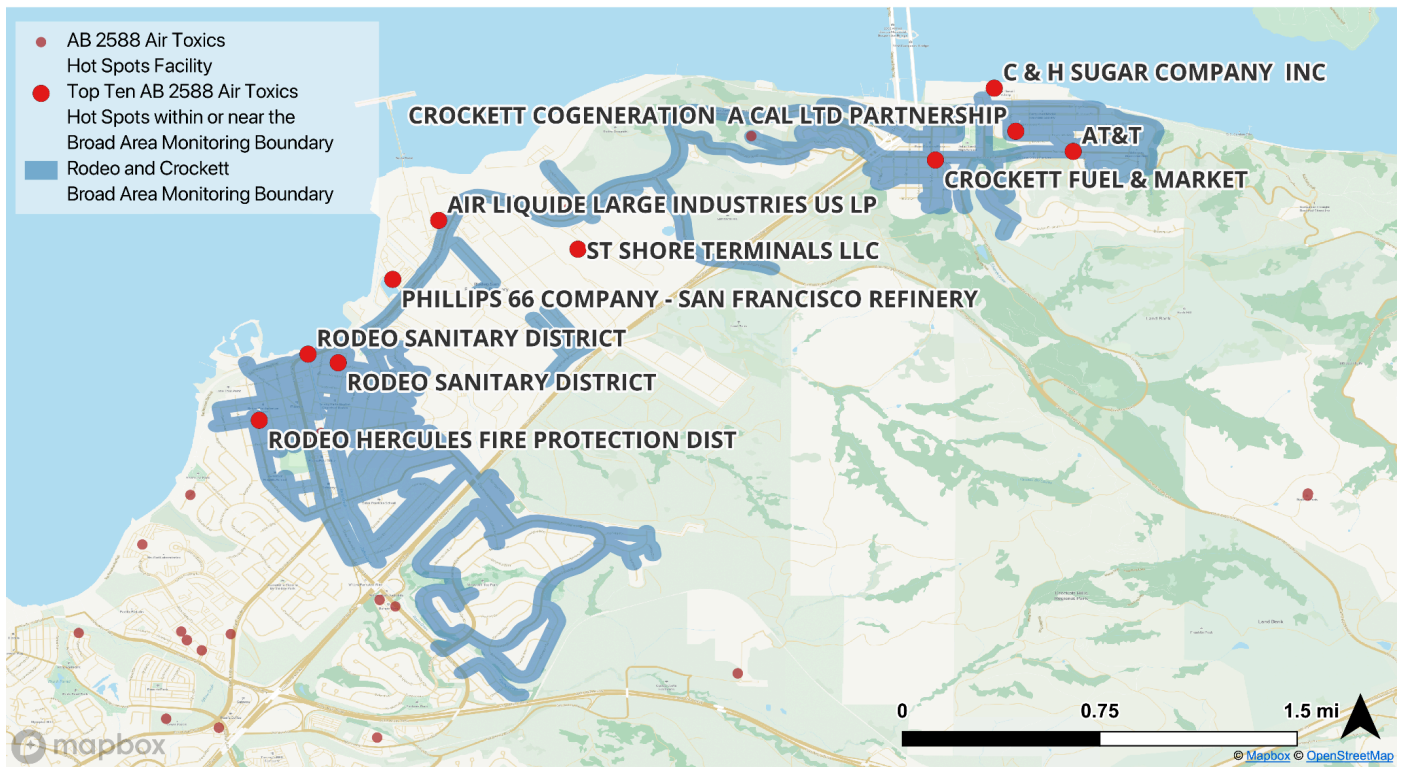 AB 2588 Air Toxics
Hot Spots Facility
Top Ten AB 2588 Air Toxics
Hot Spots within or near the
Broad Area Monitoring Boundary
Rodeo and Crockett
Broad Area Monitoring Boundary
C & H SUGAR COMPANY INC
CROCKETT COGENERATION A CAL LTD PARTNERSHIP
AT&T
CROCKETT FUEL & MARKET
AIR LIQUIDE LARGE INDUSTRIES US LP
ST SHORE TERMINALS LLC
PHILLIPS 66 COMPANY - SAN FRANCISCO REFINERY
RODEO SANITARY DISTRICT
RODEO SANITARY DISTRICT
RODEO HERCULES FIRE PROTECTION DIST
0 0.75 1.5 mi
mapbox
© Mapbox © OpenStreetMap